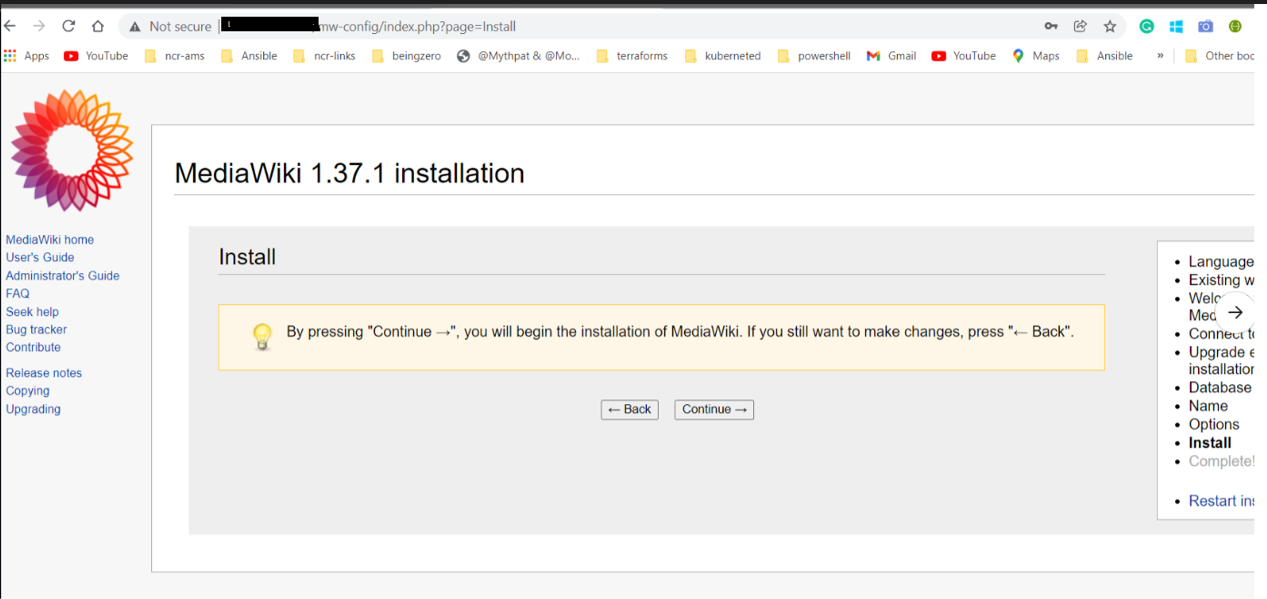 Not secure mw-config/index.php?page=Install
Apps YouTube ncr-ams Ansible ncr-links beingzero @Mythpat & @Mo... terraforms kuberneted powershell Gmail YouTube Maps Ansible » Other boo
MediaWiki 1.37.1 installation
MediaWiki home
User's Guide
Administrator's Guide
FAQ
Seek help
Bug tracker
Contribute
Release notes
Copying
Upgrading
Install
By pressing "Continue →", you will begin the installation of MediaWiki. If you still want to make changes, press "← Back".
← Back Continue →
Language
Existing w
Welc
Med
Connect to
Upgrade e
installation
Database
Name
Options
Install
Complete!
Restart ins